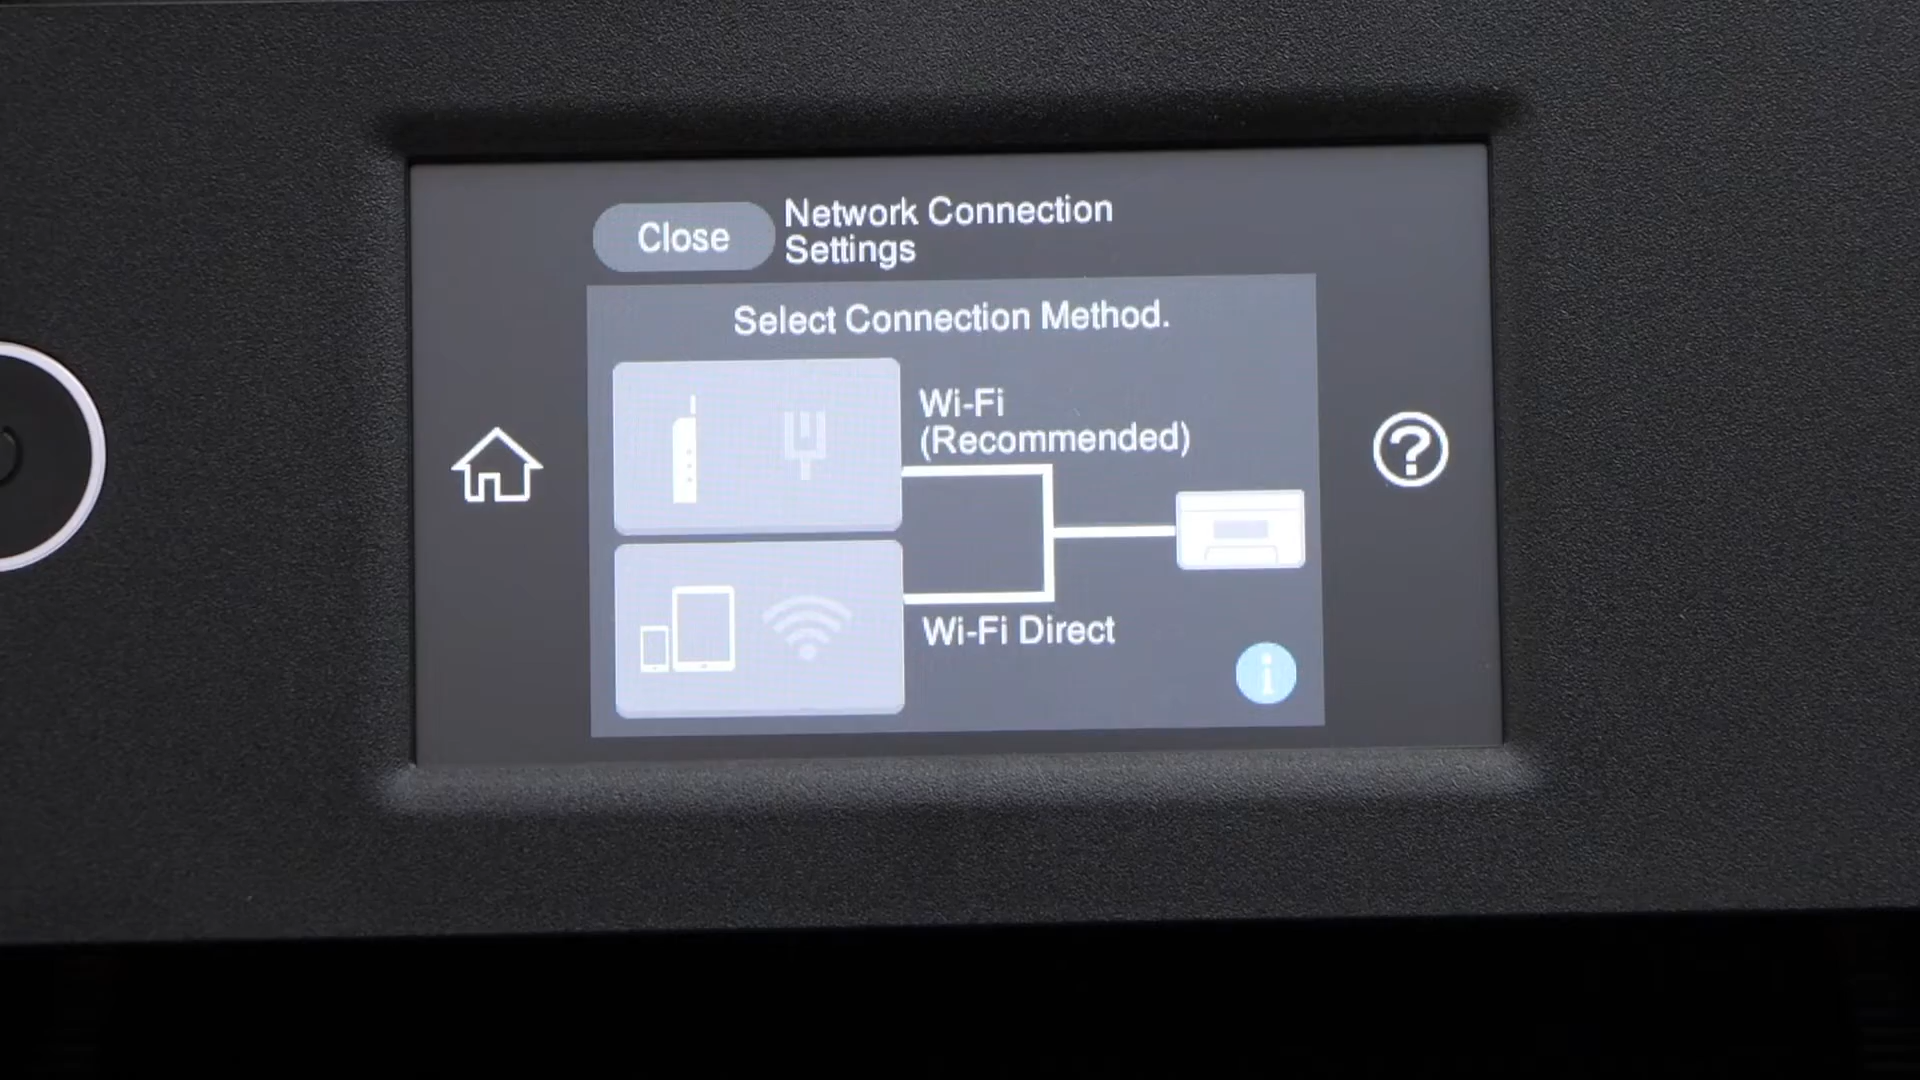 Close
Network Connection
Settings
Select Connection Method.
Wi-Fi
(Recommended)
Wi-Fi Direct